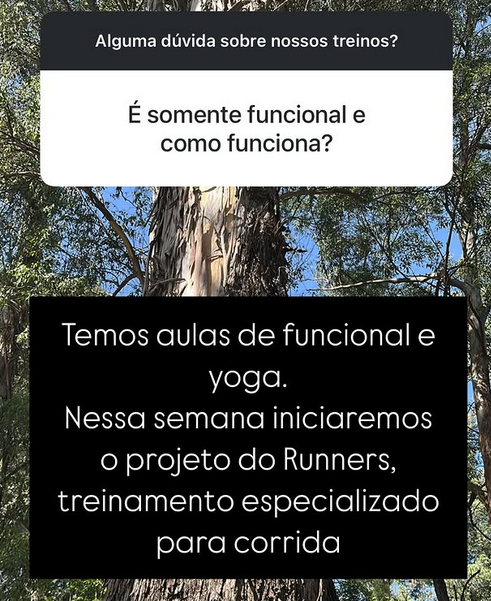 Alguma dúvida sobre nossos treinos?
É somente funcional e
como funciona?
Temos aulas de funcional e
yoga.
Nessa semana iniciaremos
o projeto do Runners,
treinamento especializado
para corrida